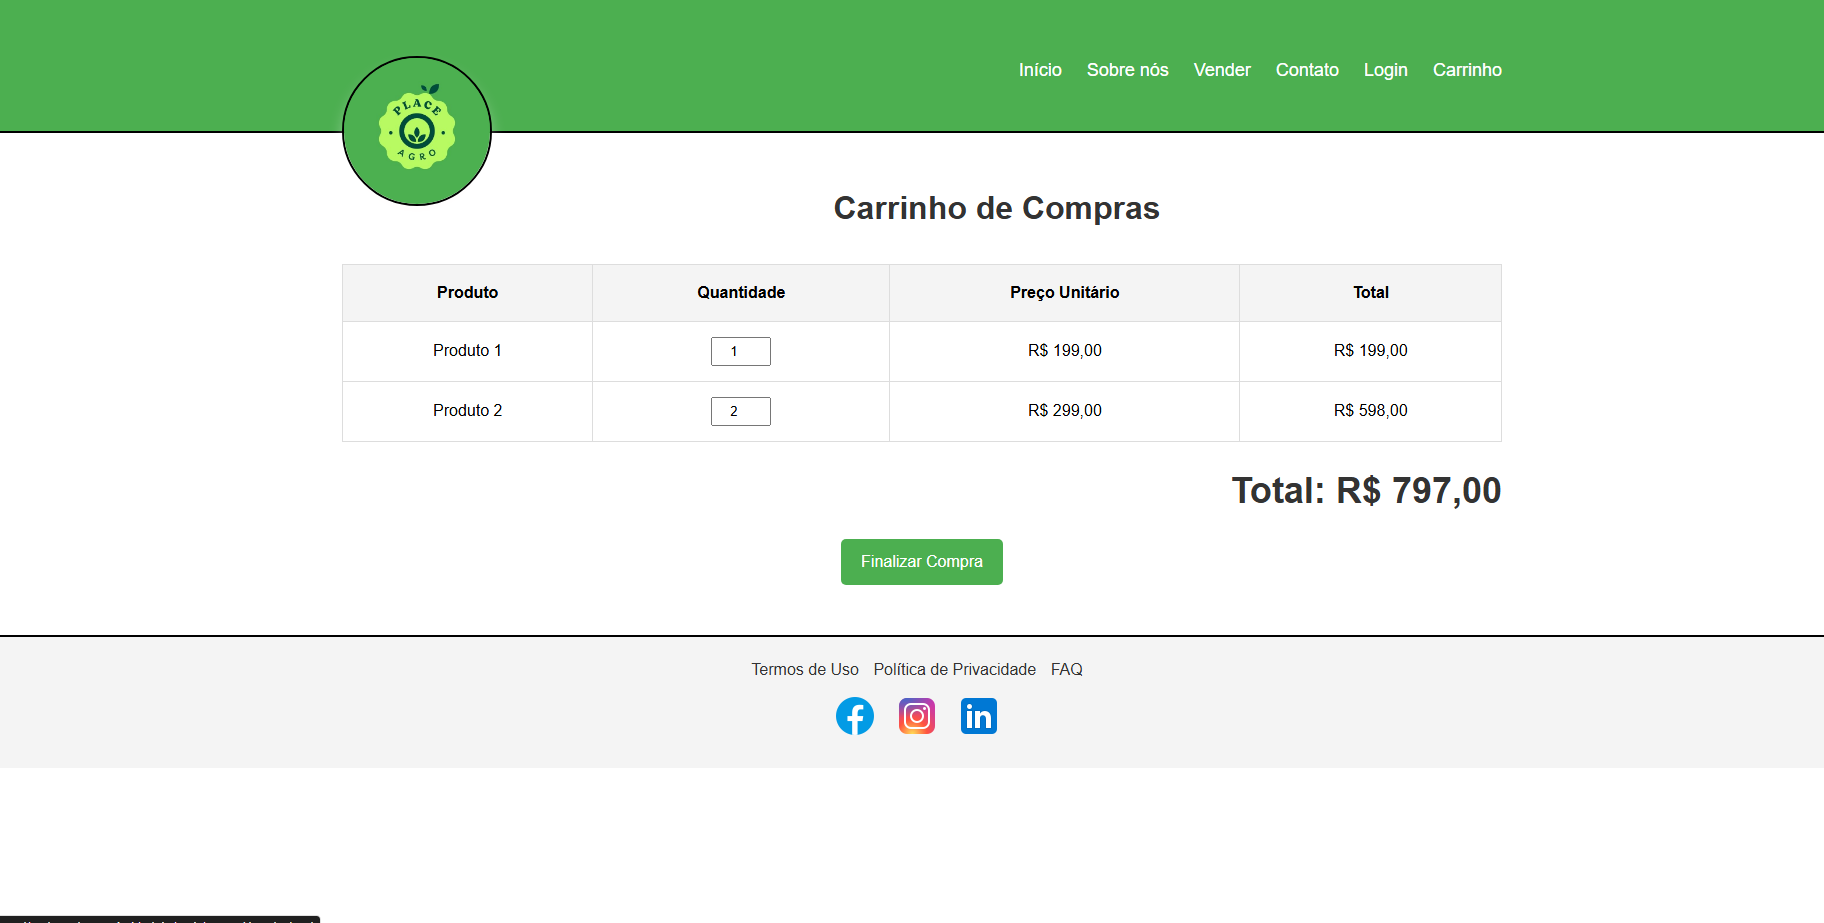 Início Sobre nós Vender Contato Login Carrinho
PLACE
AGRO
Carrinho de Compras
Produto Quantidade Preço Unitário Total
Produto 1 1 R$ 199,00 R$ 199,00
Produto 2 2 R$ 299,00 R$ 598,00
Total: R$ 797,00
Finalizar Compra
Termos de Uso Política de Privacidade FAQ
in